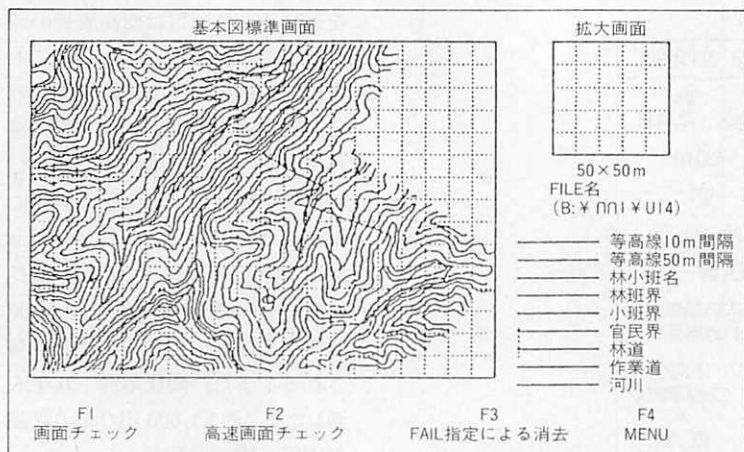 基本図標準画面
拡大画面
50×50m
FILE名
(B:¥ՈՈ1¥U14)
等高線10m間隔
等高線50m間隔
林小班名
林班界
小班界
官民界
林道
作業道
河川
F1 F2 F3 F4
画面チェック 高速画面チェック FAIL指定による消去 MENU